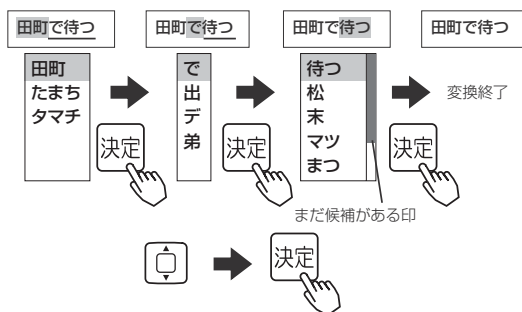 田町で待つ
田町で待つ
田町で待つ
田町で待つ
田町
たまち
タマチ
決定
で
出
デ
弟
決定
待つ
松
末
マツ
まつ
決定
変換終了
まだ候補がある印
決定